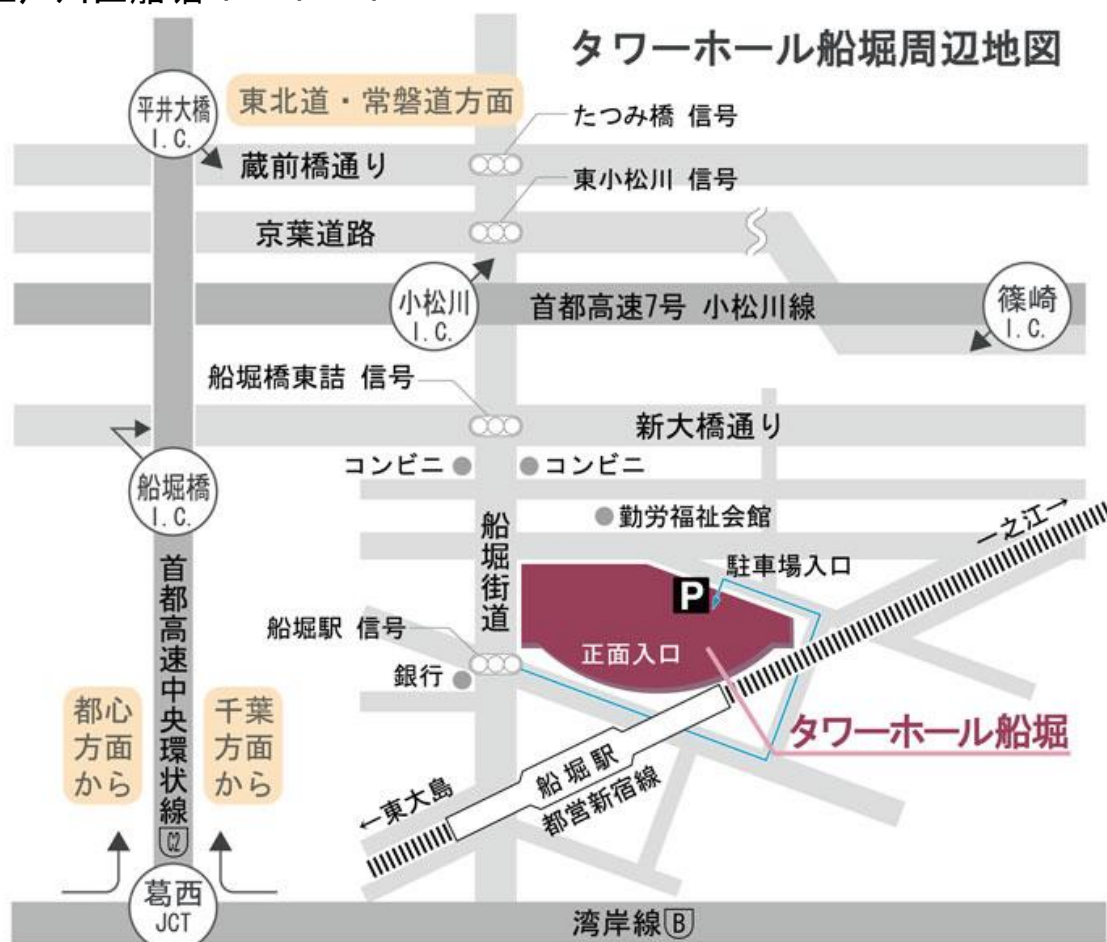 タワーホール船堀周辺地図
平井大橋
I.C.
東北道・常磐道方面
たつみ橋 信号
蔵前橋通り
東小松川 信号
京葉道路
小松川
I.C.
首都高速7号 小松川線
篠崎
I.C.
船堀橋東詰 信号
新大橋通り
コンビニ
コンビニ
船堀橋
I.C.
勤労福祉会館
一之江→
船堀街道
首都高速中央環状線
C2
P
駐車場入口
船堀駅 信号
正面入口
銀行
都心
方面
から
千葉
方面
から
タワーホール船堀
船堀駅
都営新宿線
←東大島
葛西
JCT
湾岸線B